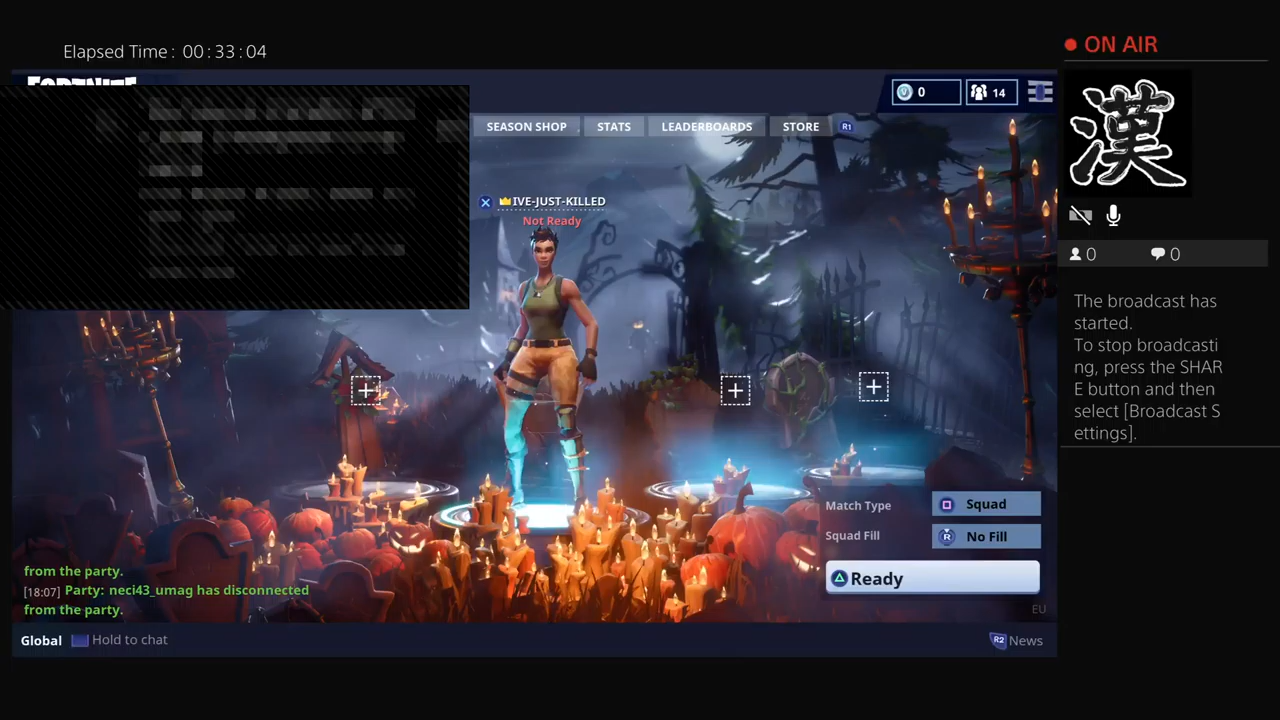 Elapsed Time: 00:33:04
ON AIR
FORTNITE
0
14
SEASON SHOP
STATS
LEADERBOARDS
STORE
R1
漢
IVE-JUST-KILLED
Not Ready
0
0
The broadcast has
started.
To stop broadcasti
ng, press the SHAR
E button and then
select [Broadcast S
ettings].
Match Type
Squad
Squad Fill
R
No Fill
Ready
from the party.
[18:07] Party: neci43_umag has disconnected
from the party.
EU
Global
Hold to chat
R2
News